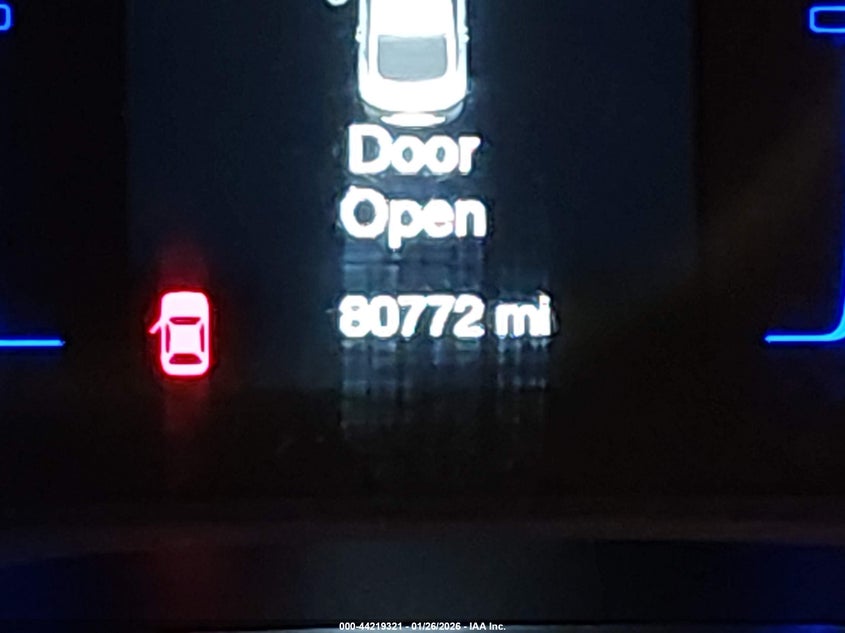 Door
Open
80772 mi
000-44219321 - 01/26/2026 - IAA Inc.